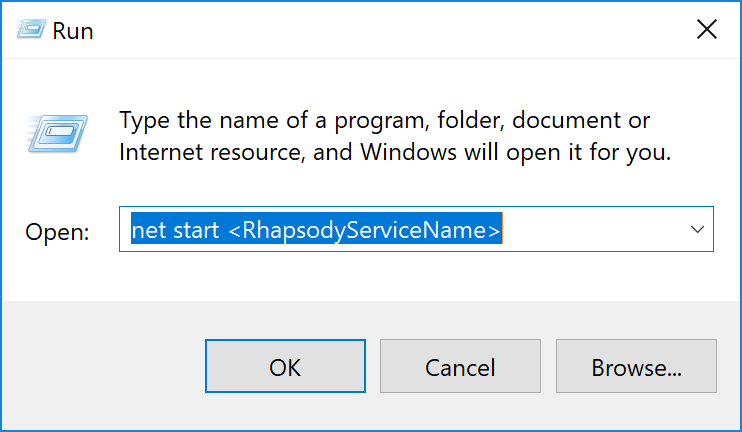 Run
Type the name of a program, folder, document or
Internet resource, and Windows will open it for you.
Open: net start <RhapsodyServiceName>
OK Cancel Browse...